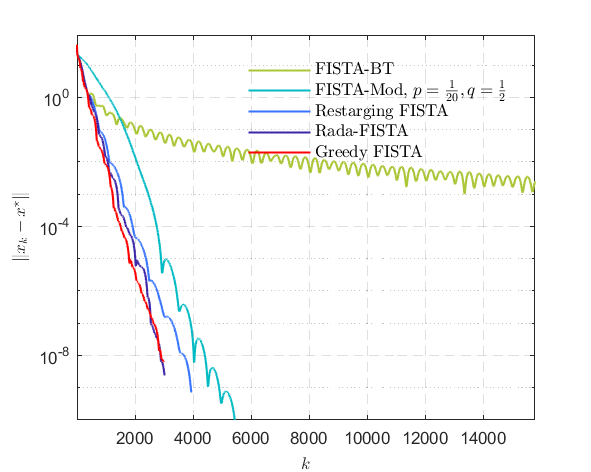 FISTA-BT
FISTA-Mod, p = 1/20, q = 1/2
Restarging FISTA
Rada-FISTA
Greedy FISTA
10^0
10^-4
10^-8
||x_k − x*||
2000 4000 6000 8000 10000 12000 14000
k